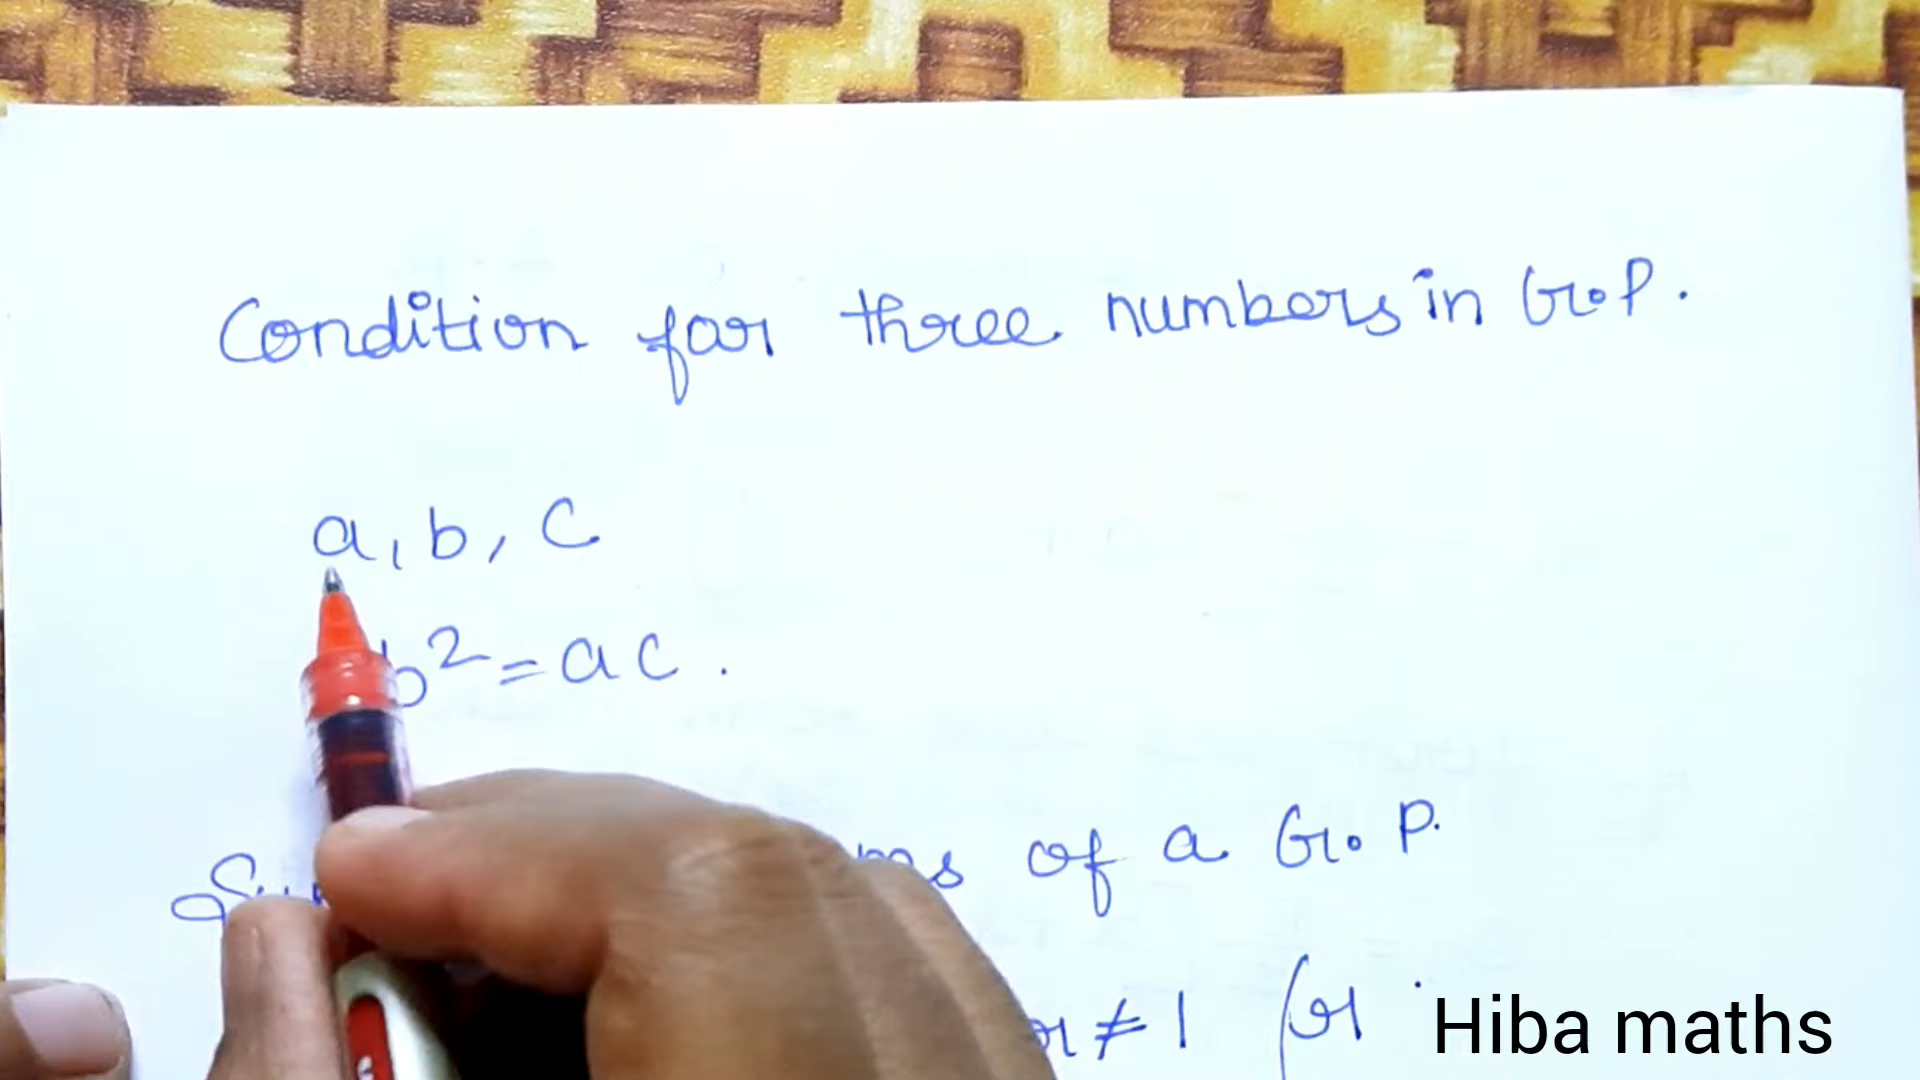 Condition for three numbers in G.P.
a, b, c
b² = ac.
of a G.P.
r ≠ 1
Hiba maths